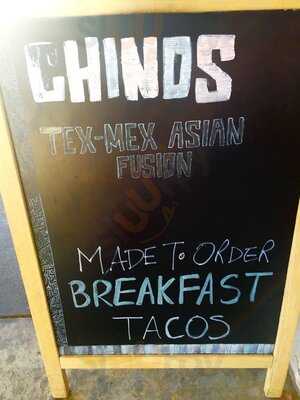 CHINOS
TEX-MEX ASIAN
FUSION
MADE TO ORDER
BREAKFAST
TACOS